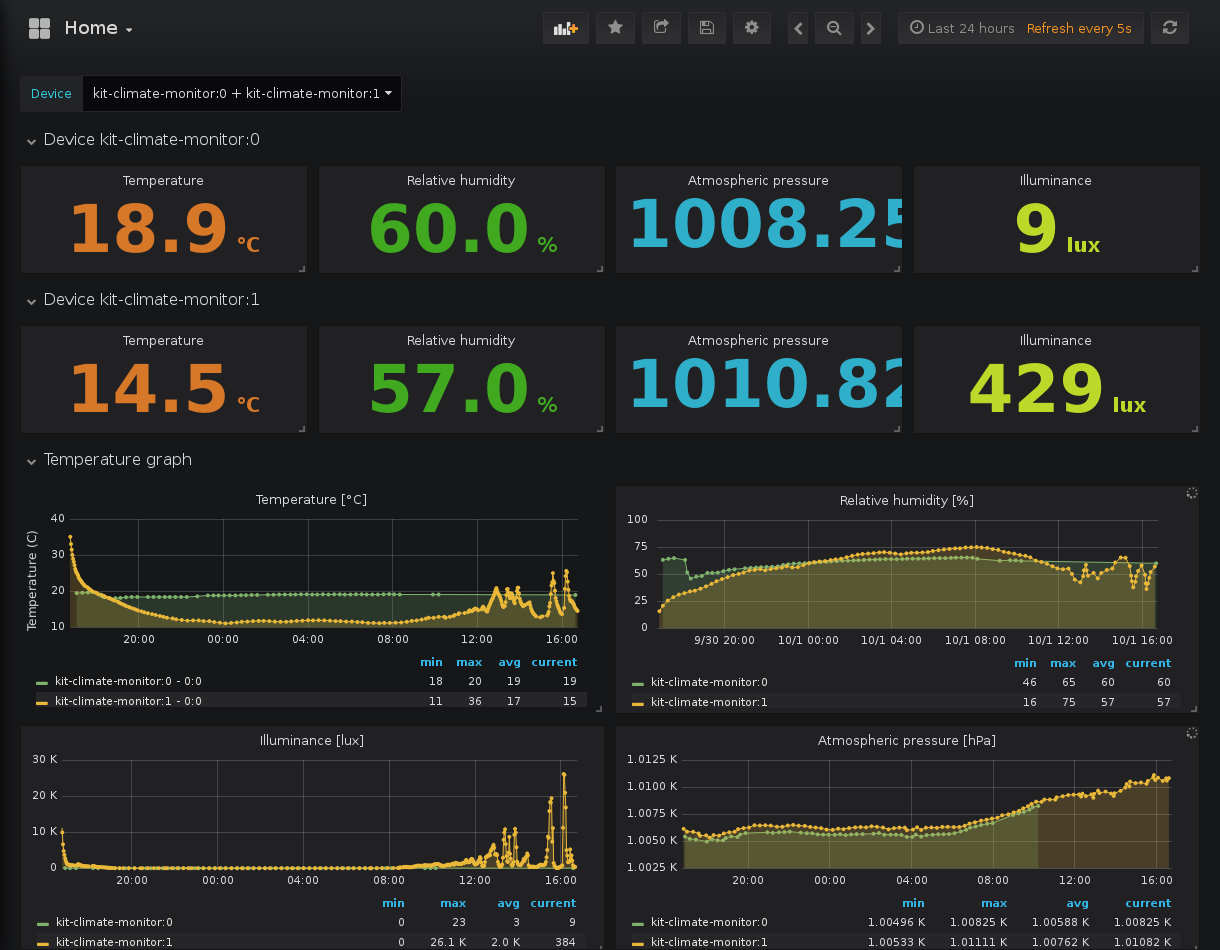 Home
Last 24 hours Refresh every 5s
Device kit-climate-monitor:0 + kit-climate-monitor:1
Device kit-climate-monitor:0
Temperature Relative humidity Atmospheric pressure Illuminance
18.9 °C 60.0 % 1008.25 9 lux
Device kit-climate-monitor:1
Temperature Relative humidity Atmospheric pressure Illuminance
14.5 °C 57.0 % 1010.82 429 lux
Temperature graph
Temperature [°C]
Temperature (C)
40
30
20
10
20:00 00:00 04:00 08:00 12:00 16:00
min max avg current
kit-climate-monitor:0 - 0:0 18 20 19 19
kit-climate-monitor:1 - 0:0 11 36 17 15
Relative humidity [%]
100
75
50
25
0
9/30 20:00 10/1 00:00 10/1 04:00 10/1 08:00 10/1 12:00 10/1 16:00
min max avg current
kit-climate-monitor:0 46 65 60 60
kit-climate-monitor:1 16 75 57 57
Illuminance [lux]
30 K
20 K
10 K
0
20:00 00:00 04:00 08:00 12:00 16:00
min max avg current
kit-climate-monitor:0 0 23 3 9
kit-climate-monitor:1 0 26.1 K 2.0 K 384
Atmospheric pressure [hPa]
1.0125 K
1.0100 K
1.0075 K
1.0050 K
1.0025 K
20:00 00:00 04:00 08:00 12:00 16:00
min max avg current
kit-climate-monitor:0 1.00496 K 1.00825 K 1.00588 K 1.00825 K
kit-climate-monitor:1 1.00533 K 1.01111 K 1.00762 K 1.01082 K